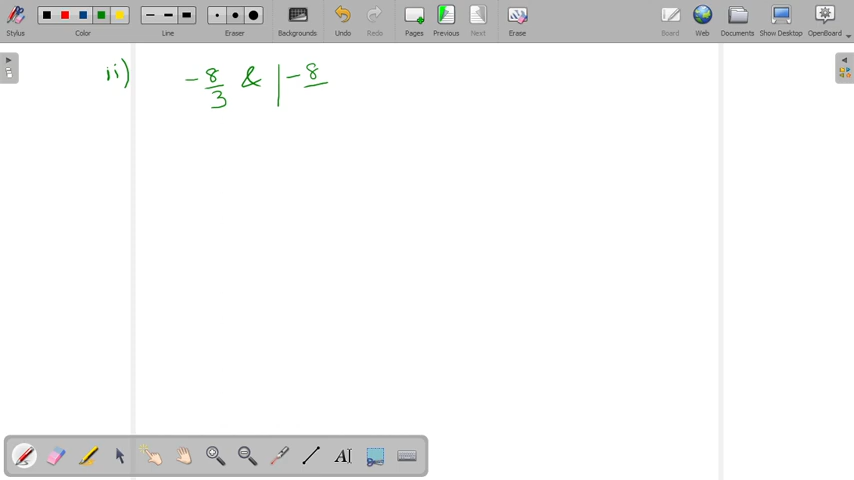 Stylus Color Line Eraser Backgrounds Undo Redo Pages Previous Next Erase Board Web Documents Show Desktop OpenBoard
ii) -8/3 & |-8